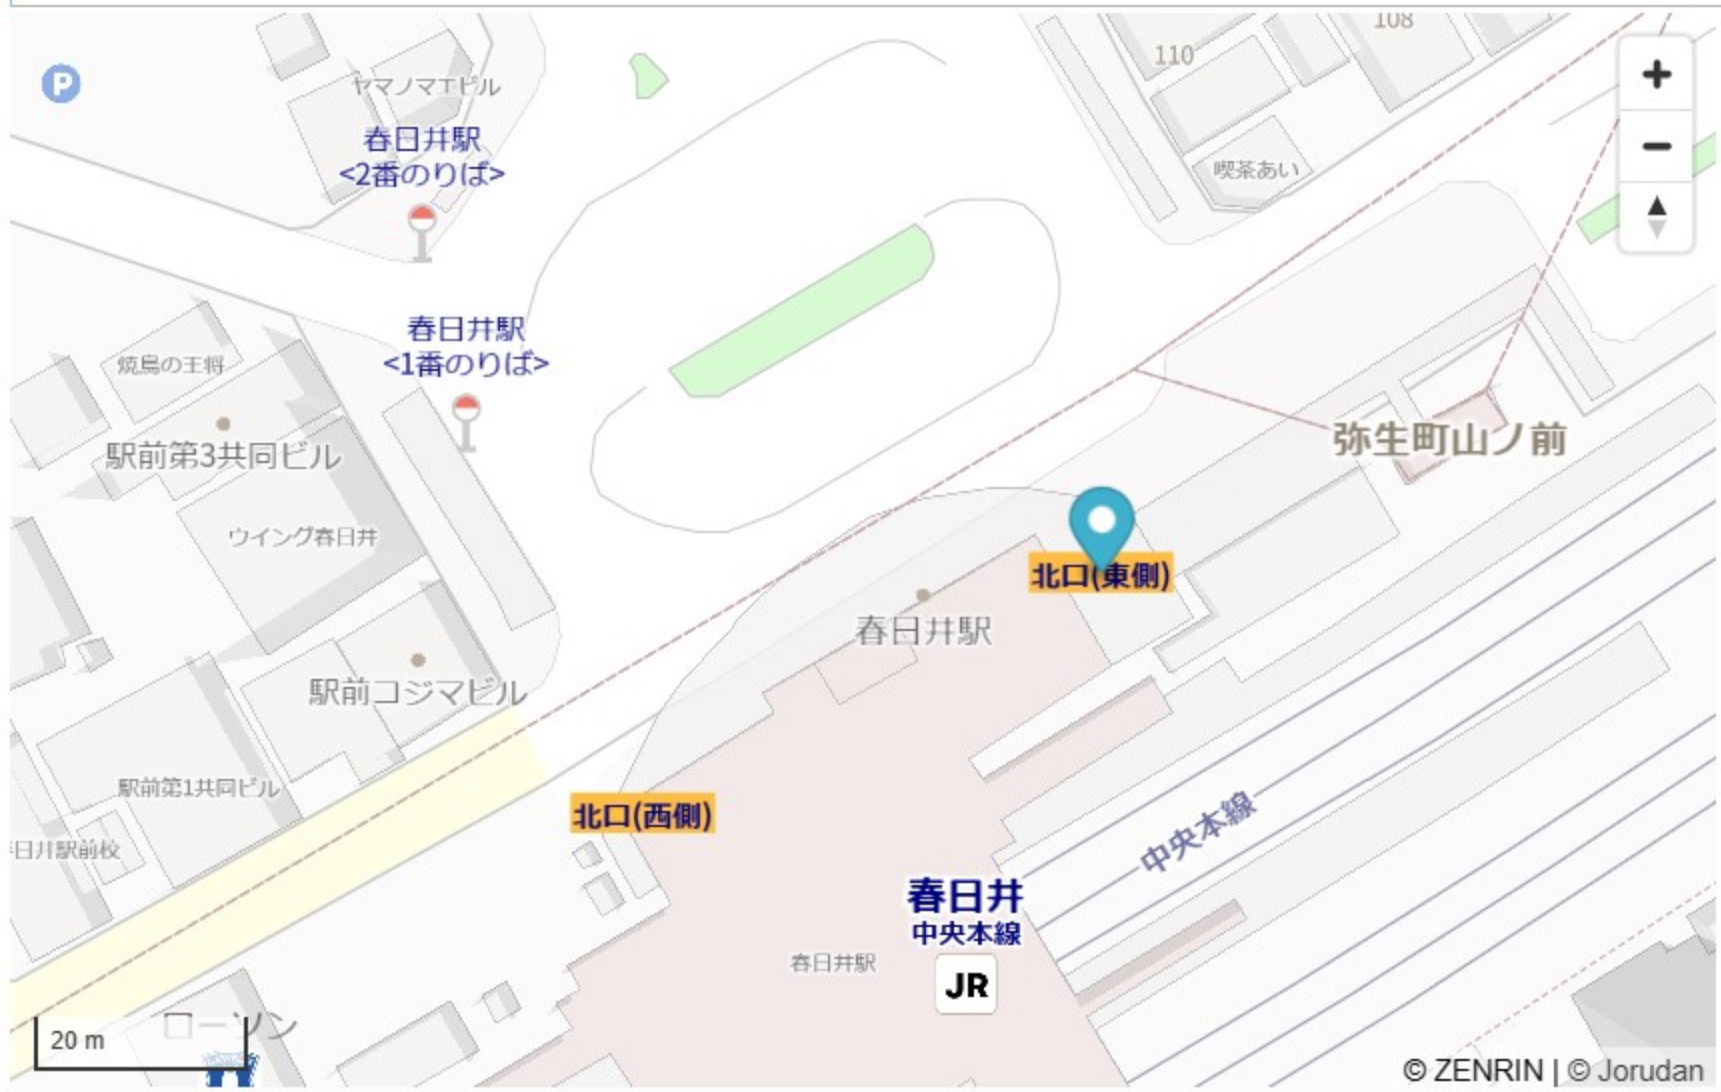 108
110
P
ヤマノマエビル
春日井駅
<2番のりば>
喫茶あい
春日井駅
<1番のりば>
焼鳥の王将
駅前第3共同ビル
弥生町山ノ前
ウイング春日井
北口(東側)
春日井駅
駅前コジマビル
駅前第1共同ビル
北口(西側)
日井駅前校
中央本線
春日井
中央本線
春日井駅
JR
ローソン
20 m
© ZENRIN | © Jorudan